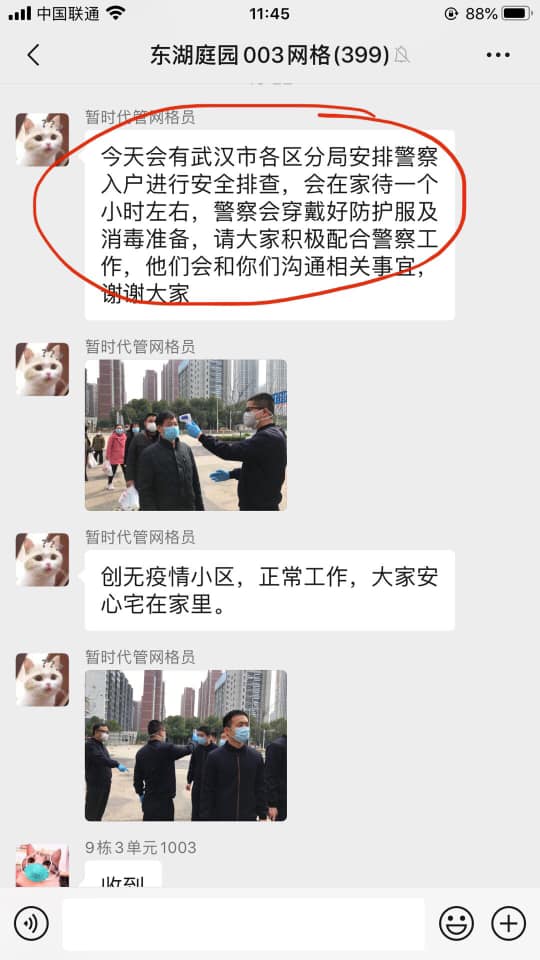 中国联通
11:45
88%
东湖庭园003网格(399)
暂时代管网格员
今天会有武汉市各区分局安排警察
入户进行安全排查，会在家待一个
小时左右，警察会穿戴好防护服及
消毒准备，请大家积极配合警察工
作，他们会和你们沟通相关事宜，
谢谢大家
暂时代管网格员
暂时代管网格员
创无疫情小区，正常工作，大家安
心宅在家里。
暂时代管网格员
9栋3单元1003
收到